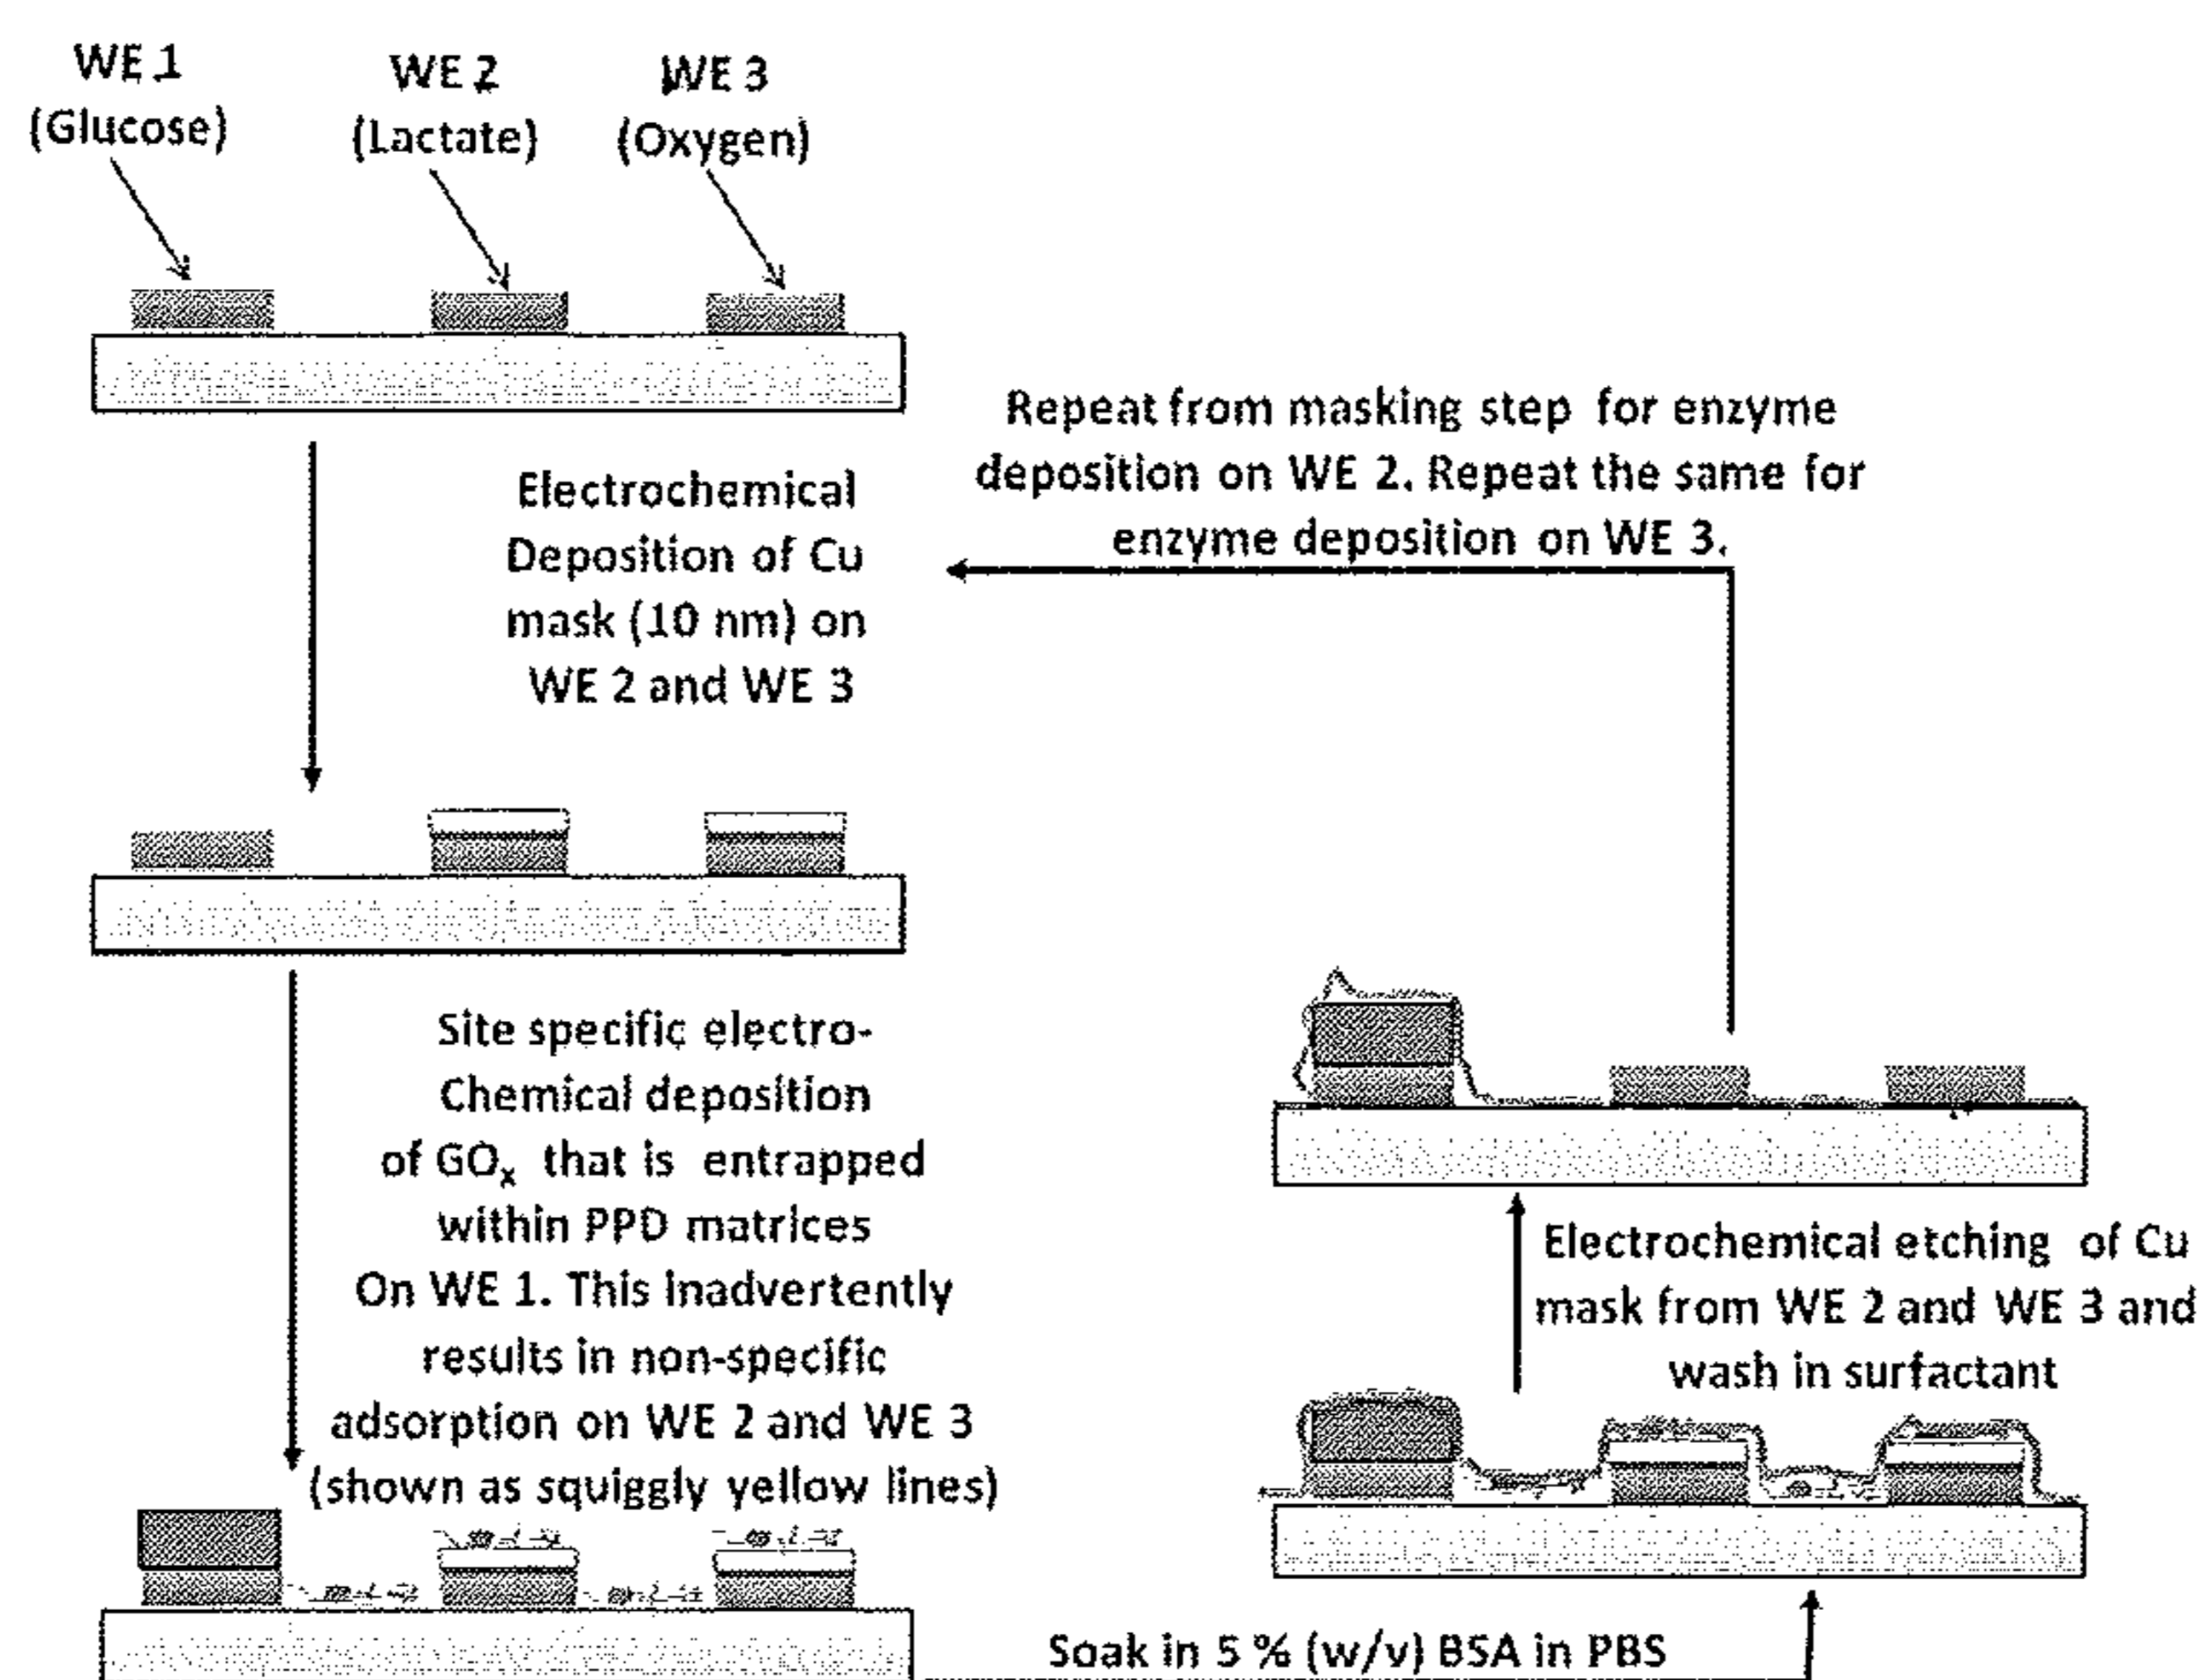 WE 1
(Glucose)
WE 2
(Lactate)
WE 3
(Oxygen)
Electrochemical
Deposition of Cu
mask (10 nm) on
WE 2 and WE 3
Repeat from masking step for enzyme
deposition on WE 2. Repeat the same for
enzyme deposition on WE 3.
Site specific electro-
Chemical deposition
of GOₓ that is entrapped
within PPD matrices
On WE 1. This inadvertently
results in non-specific
adsorption on WE 2 and WE 3
(shown as squiggly yellow lines)
Soak in 5 % (w/v) BSA in PBS
Electrochemical etching of Cu
mask from WE 2 and WE 3 and
wash in surfactant